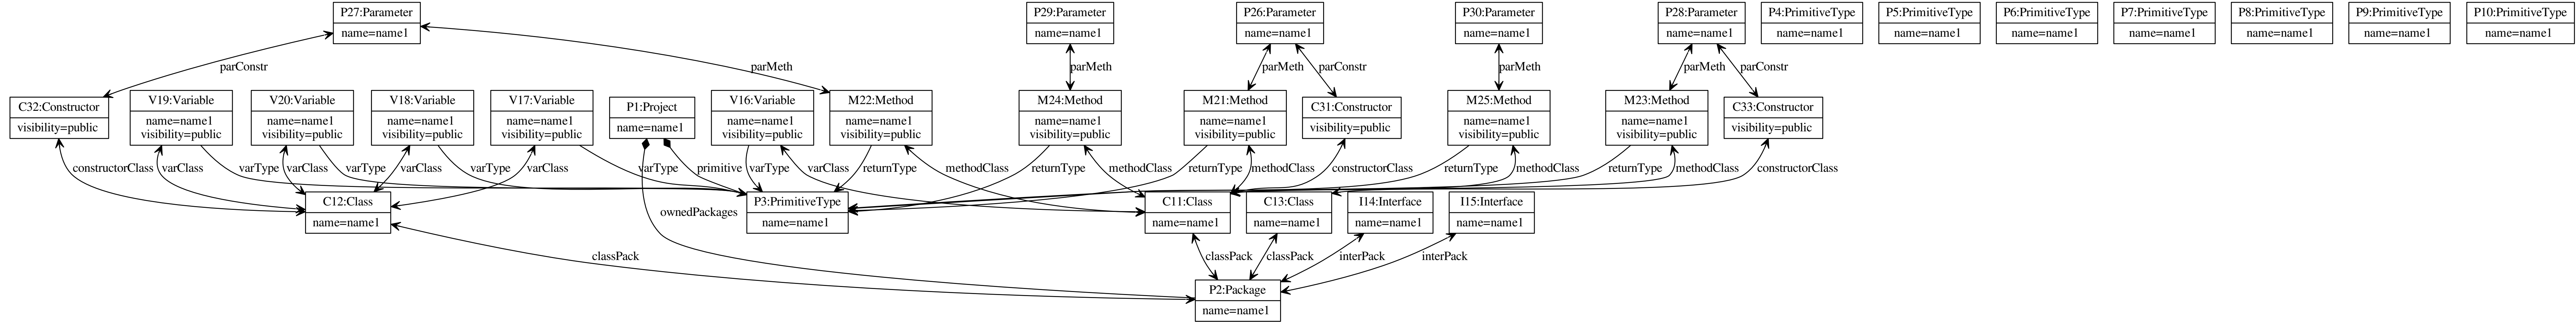 P27:Parameter
name=name1
P29:Parameter
name=name1
P26:Parameter
name=name1
P30:Parameter
name=name1
P28:Parameter
name=name1
P4:PrimitiveType
name=name1
P5:PrimitiveType
name=name1
P6:PrimitiveType
name=name1
P7:PrimitiveType
name=name1
P8:PrimitiveType
name=name1
P9:PrimitiveType
name=name1
P10:PrimitiveType
name=name1
parConstr
parMeth
parMeth
parMeth
parConstr
parMeth
parMeth
parConstr
C32:Constructor
visibility=public
V19:Variable
name=name1
visibility=public
V20:Variable
name=name1
visibility=public
V18:Variable
name=name1
visibility=public
V17:Variable
name=name1
visibility=public
P1:Project
name=name1
V16:Variable
name=name1
visibility=public
M22:Method
name=name1
visibility=public
M24:Method
name=name1
visibility=public
M21:Method
name=name1
visibility=public
C31:Constructor
visibility=public
M25:Method
name=name1
visibility=public
M23:Method
name=name1
visibility=public
C33:Constructor
visibility=public
constructorClass
varClass
varType
varClass
varType
varClass
varType
varClass
varType
primitive
varType
varClass
returnType
methodClass
returnType
methodClass
returnType
methodClass
constructorClass
returnType
methodClass
returnType
methodClass
constructorClass
C12:Class
name=name1
ownedPackages
P3:PrimitiveType
name=name1
C11:Class
name=name1
C13:Class
name=name1
I14:Interface
name=name1
I15:Interface
name=name1
classPack
classPack
classPack
interPack
interPack
P2:Package
name=name1